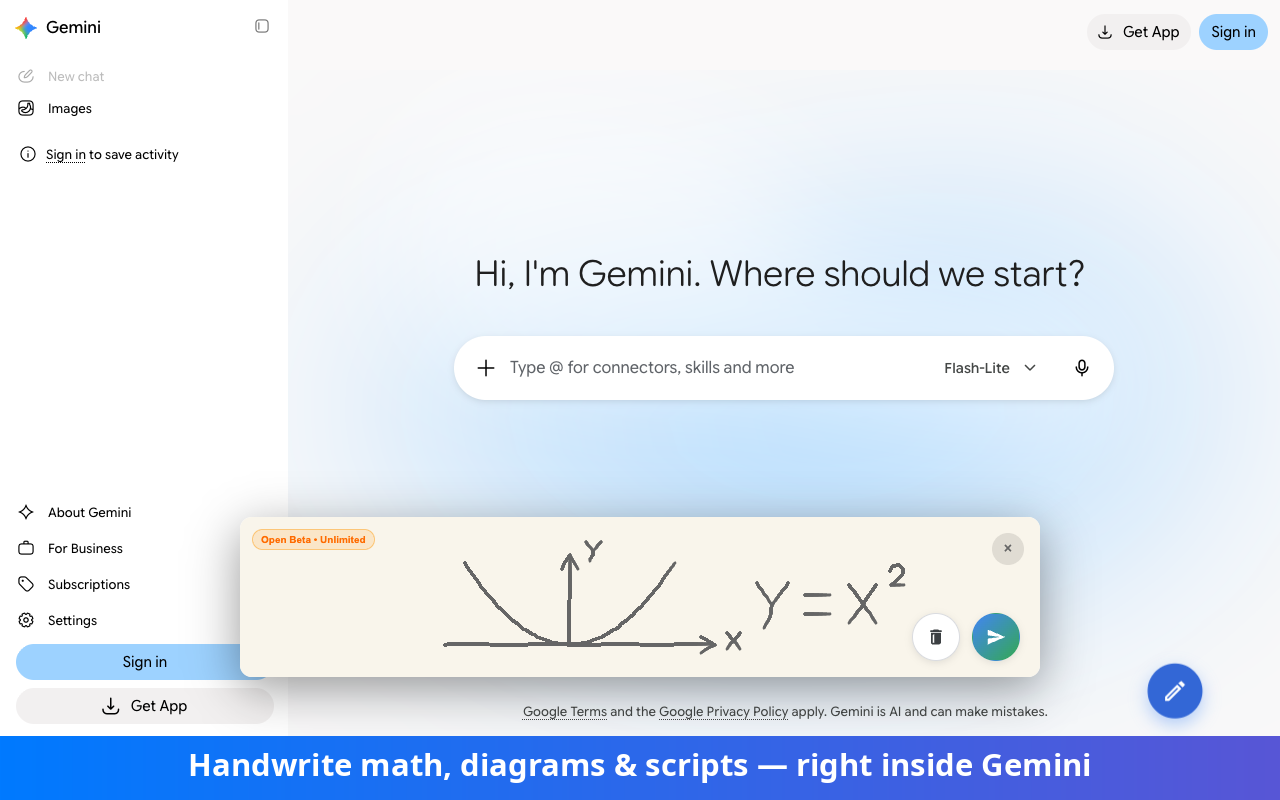 Gemini
New chat
Images
Sign in to save activity
Get App
Sign in
Hi, I'm Gemini. Where should we start?
Type @ for connectors, skills and more
Flash-Lite
About Gemini
For Business
Subscriptions
Settings
Sign in
Get App
Open Beta • Unlimited
Y
X
Y = X²
×
Google Terms and the Google Privacy Policy apply. Gemini is AI and can make mistakes.
Handwrite math, diagrams & scripts — right inside Gemini